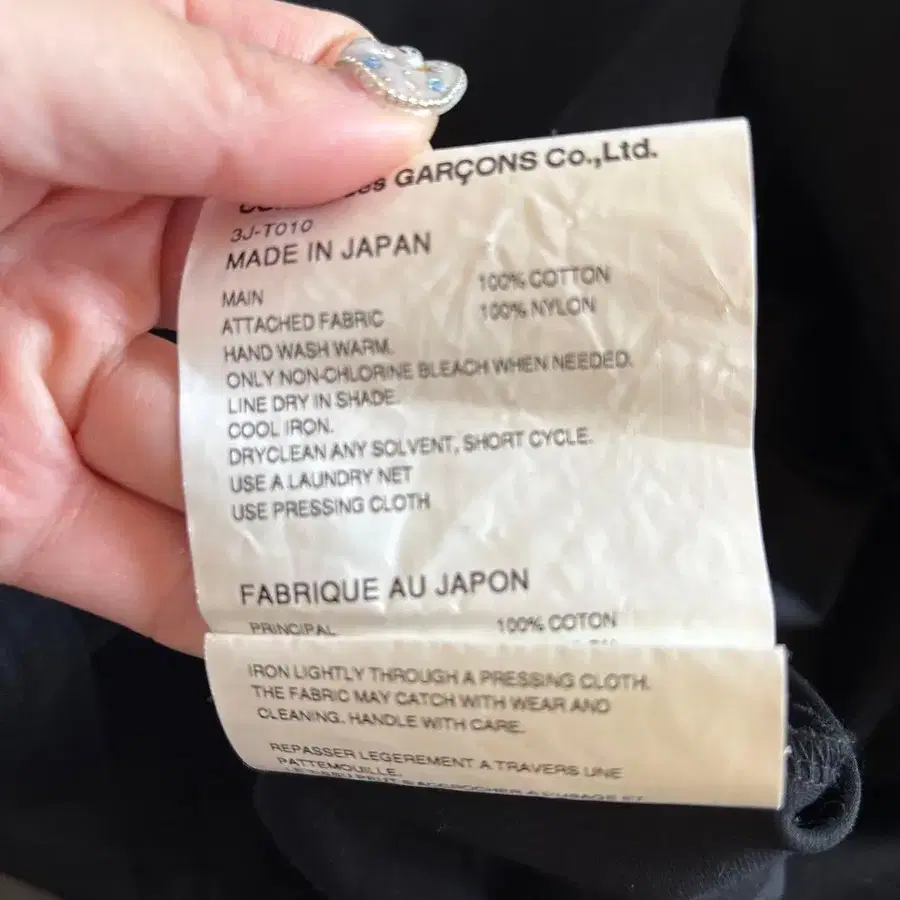 GARÇONS Co.,Ltd.
3J-T010
MADE IN JAPAN
MAIN 100% COTTON
ATTACHED FABRIC 100% NYLON
HAND WASH WARM.
ONLY NON-CHLORINE BLEACH WHEN NEEDED.
LINE DRY IN SHADE.
COOL IRON.
DRYCLEAN ANY SOLVENT, SHORT CYCLE.
USE A LAUNDRY NET
USE PRESSING CLOTH
FABRIQUE AU JAPON
PRINCIPAL 100% COTON
IRON LIGHTLY THROUGH A PRESSING CLOTH.
THE FABRIC MAY CATCH WITH WEAR AND
CLEANING. HANDLE WITH CARE.
REPASSER LEGEREMENT A TRAVERS UNE
PATTEMOUILLE.